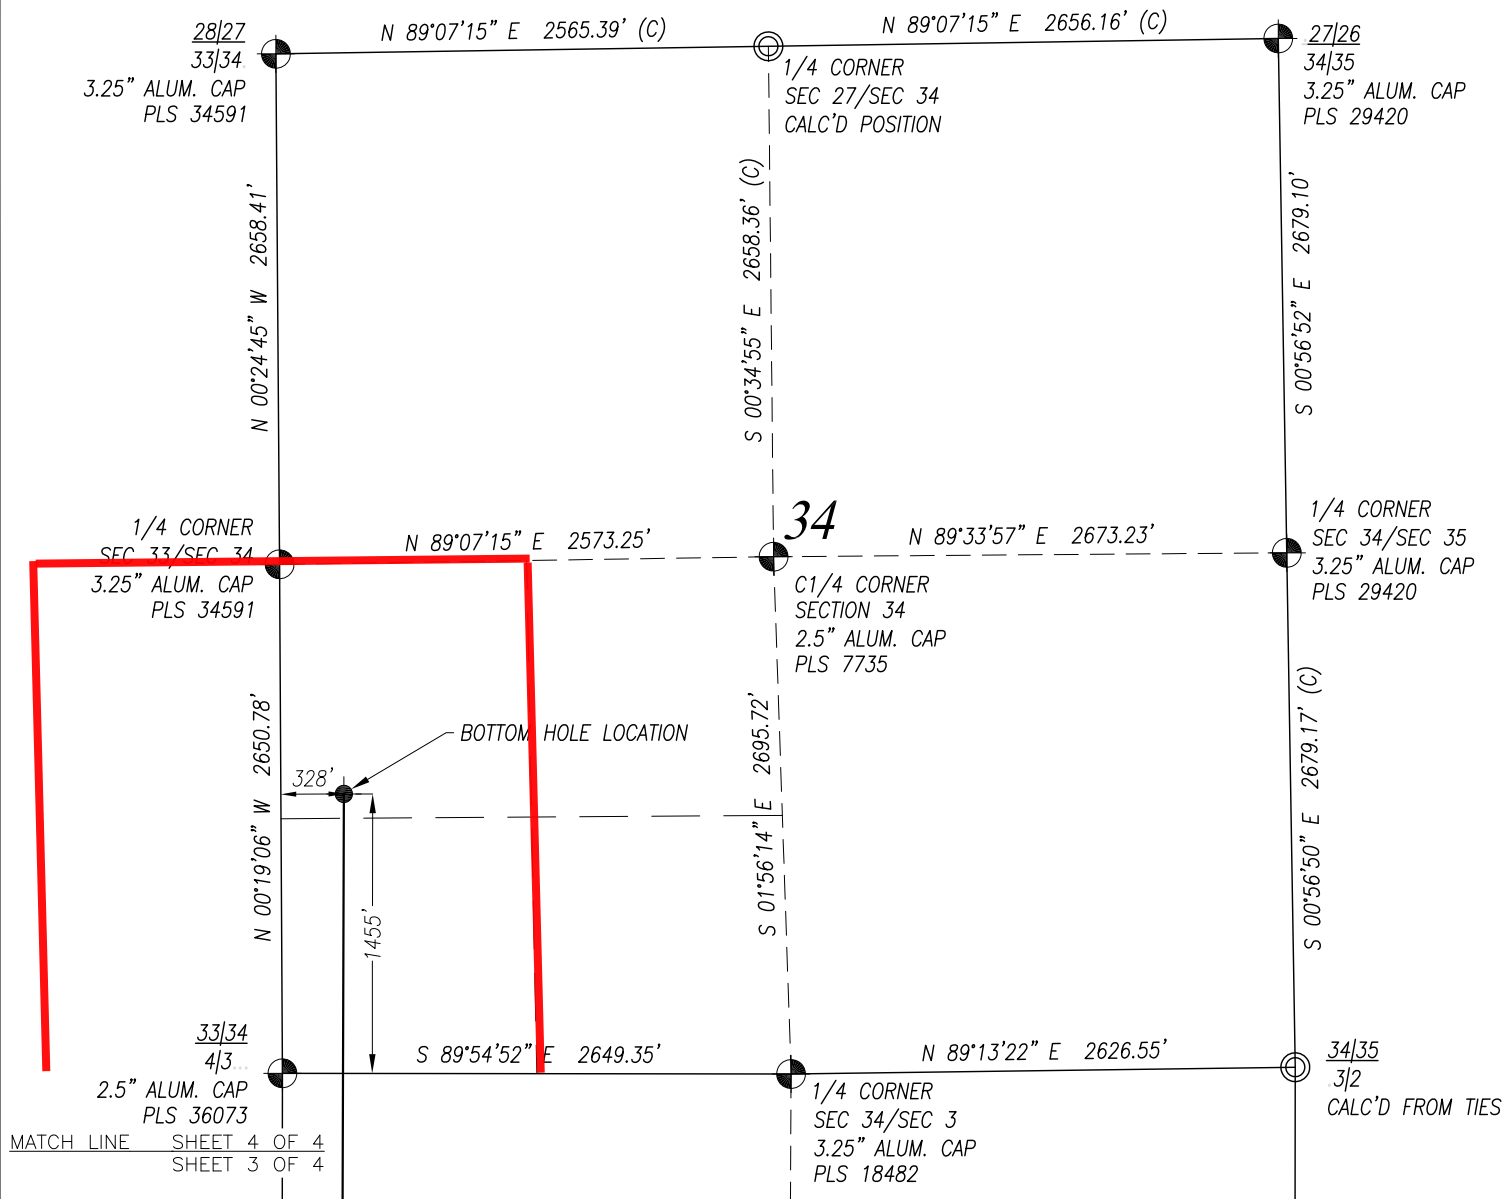 28|27
33|34
3.25" ALUM. CAP
PLS 34591
N 89°07'15" E 2565.39' (C)
N 89°07'15" E 2656.16' (C)
1/4 CORNER
SEC 27/SEC 34
CALC'D POSITION
27|26
34|35
3.25" ALUM. CAP
PLS 29420
N 00°24'45" W 2658.41'
S 00°34'55" E 2658.36' (C)
S 00°56'52" E 2679.10'
1/4 CORNER
SEC 33/SEC 34
3.25" ALUM. CAP
PLS 34591
N 89°07'15" E 2573.25'
34
N 89°33'57" E 2673.23'
C1/4 CORNER
SECTION 34
2.5" ALUM. CAP
PLS 7735
1/4 CORNER
SEC 34/SEC 35
3.25" ALUM. CAP
PLS 29420
N 00°19'06" W 2650.78'
BOTTOM HOLE LOCATION
328'
1455'
S 01°56'14" E 2695.72'
S 00°56'50" E 2679.17' (C)
33|34
4|3
2.5" ALUM. CAP
PLS 36073
S 89°54'52" E 2649.35'
N 89°13'22" E 2626.55'
1/4 CORNER
SEC 34/SEC 3
3.25" ALUM. CAP
PLS 18482
34|35
3|2
CALC'D FROM TIES
MATCH LINE SHEET 4 OF 4
SHEET 3 OF 4